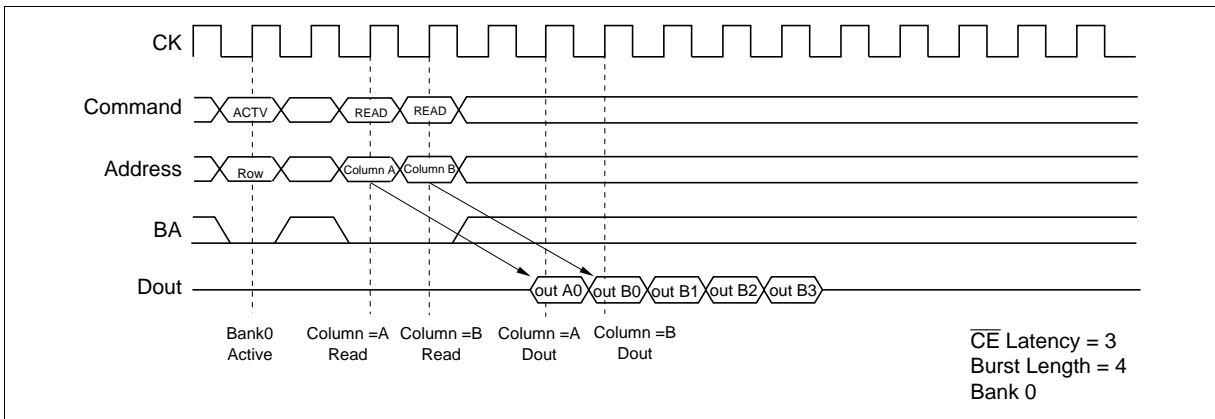 CK
Command
ACTV
READ
READ
Address
Row
Column A
Column B
BA
Dout
out A0
out B0
out B1
out B2
out B3
Bank0
Active
Column =A
Read
Column =B
Read
Column =A
Dout
Column =B
Dout
C̅E̅ Latency = 3
Burst Length = 4
Bank 0